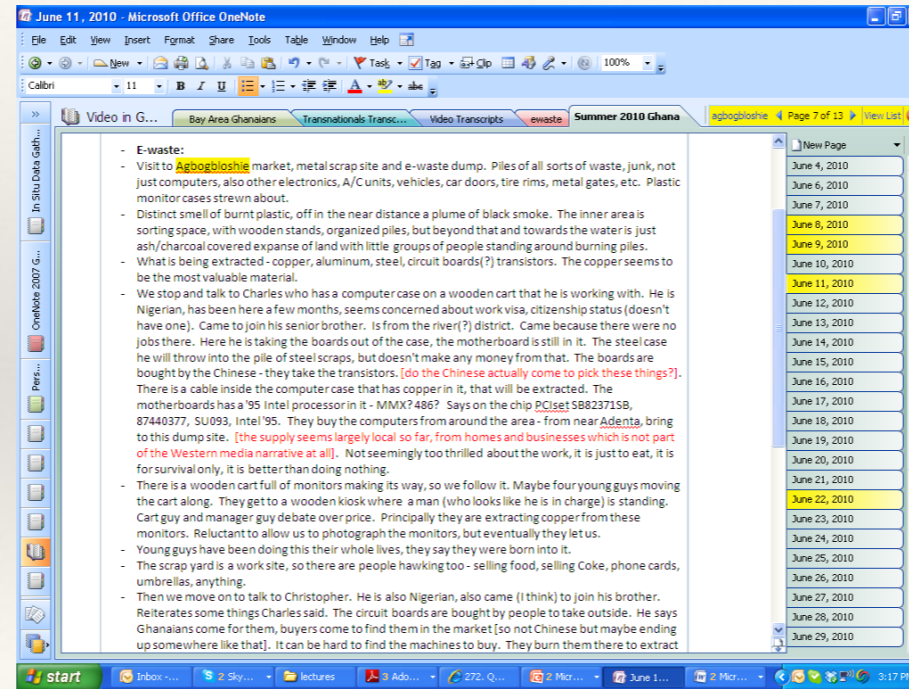 June 11, 2010 - Microsoft Office OneNote
File Edit View Insert Format Share Tools Table Window Help
New Task Tag Clip 100%
Calibri 11 B I U A abc
Video in G... Bay Area Ghanaians Transnationals Transc... Video Transcripts ewaste Summer 2010 Ghana agbogbloshie Page 7 of 13 View List
In Situ Data Gath...
OneNote 2007 G...
Pers...
- E-waste:
- Visit to Agbogbloshie market, metal scrap site and e-waste dump. Piles of all sorts of waste, junk, not
just computers, also other electronics, A/C units, vehicles, car doors, tire rims, metal gates, etc. Plastic
monitor cases strewn about.
- Distinct smell of burnt plastic, off in the near distance a plume of black smoke. The inner area is
sorting space, with wooden stands, organized piles, but beyond that and towards the water is just
ash/charcoal covered expanse of land with little groups of people standing around burning piles.
- What is being extracted - copper, aluminum, steel, circuit boards(?) transistors. The copper seems to
be the most valuable material.
- We stop and talk to Charles who has a computer case on a wooden cart that he is working with. He is
Nigerian, has been here a few months, seems concerned about work visa, citizenship status (doesn't
have one). Came to join his senior brother. Is from the river(?) district. Came because there were no
jobs there. Here he is taking the boards out of the case, the motherboard is still in it. The steel case
he will throw into the pile of steel scraps, but doesn't make any money from that. The boards are
bought by the Chinese - they take the transistors. [do the Chinese actually come to pick these things?].
There is a cable inside the computer case that has copper in it, that will be extracted. The
motherboards has a '95 Intel processor in it - MMX? 486? Says on the chip PCIset SB82371SB,
87440377, SU093, Intel '95. They buy the computers from around the area - from near Adenta, bring
to this dump site. [the supply seems largely local so far, from homes and businesses which is not part
of the Western media narrative at all]. Not seemingly too thrilled about the work, it is just to eat, it is
for survival only, it is better than doing nothing.
- There is a wooden cart full of monitors making its way, so we follow it. Maybe four young guys moving
the cart along. They get to a wooden kiosk where a man (who looks like he is in charge) is standing.
Cart guy and manager guy debate over price. Principally they are extracting copper from these
monitors. Reluctant to allow us to photograph the monitors, but eventually they let us.
- Young guys have been doing this their whole lives, they say they were born into it.
- The scrap yard is a work site, so there are people hawking too - selling food, selling Coke, phone cards,
umbrellas, anything.
- Then we move on to talk to Christopher. He is also Nigerian, also came (I think) to join his brother.
Reiterates some things Charles said. The circuit boards are bought by people to take outside. He says
Ghanaians come for them, buyers come to find them in the market [so not Chinese but maybe ending
up somewhere like that]. It can be hard to find the machines to buy. They burn them there to extract
New Page
June 4, 2010
June 6, 2010
June 7, 2010
June 8, 2010
June 9, 2010
June 10, 2010
June 11, 2010
June 12, 2010
June 13, 2010
June 14, 2010
June 15, 2010
June 16, 2010
June 17, 2010
June 18, 2010
June 19, 2010
June 20, 2010
June 21, 2010
June 22, 2010
June 23, 2010
June 24, 2010
June 25, 2010
June 26, 2010
June 27, 2010
June 28, 2010
June 29, 2010
start Inbox -... 2 Sky... lectures 3 Ado... 272. Q... 2 Micr... June 1... 2 Micr... 3:17 PM